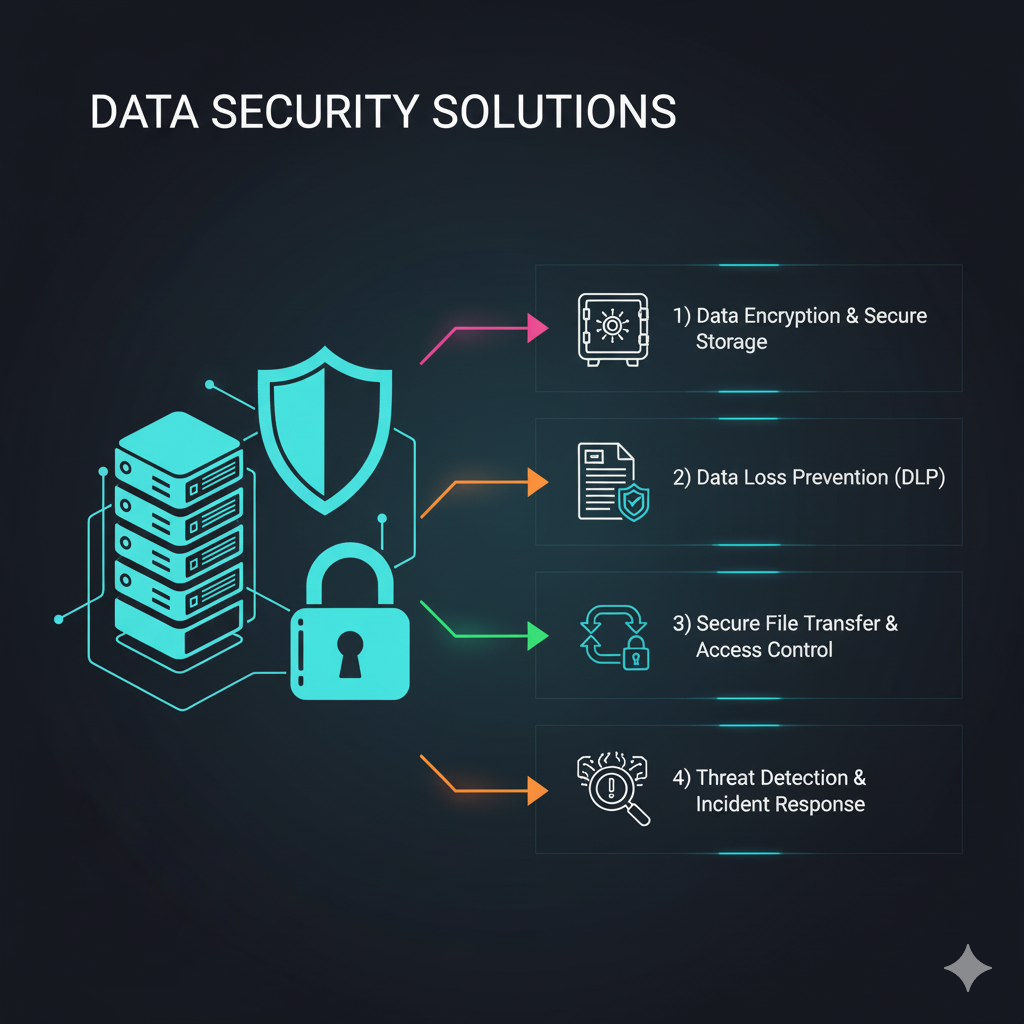 DATA SECURITY SOLUTIONS
1) Data Encryption & Secure
Storage
2) Data Loss Prevention (DLP)
3) Secure File Transfer &
Access Control
4) Threat Detection &
Incident Response